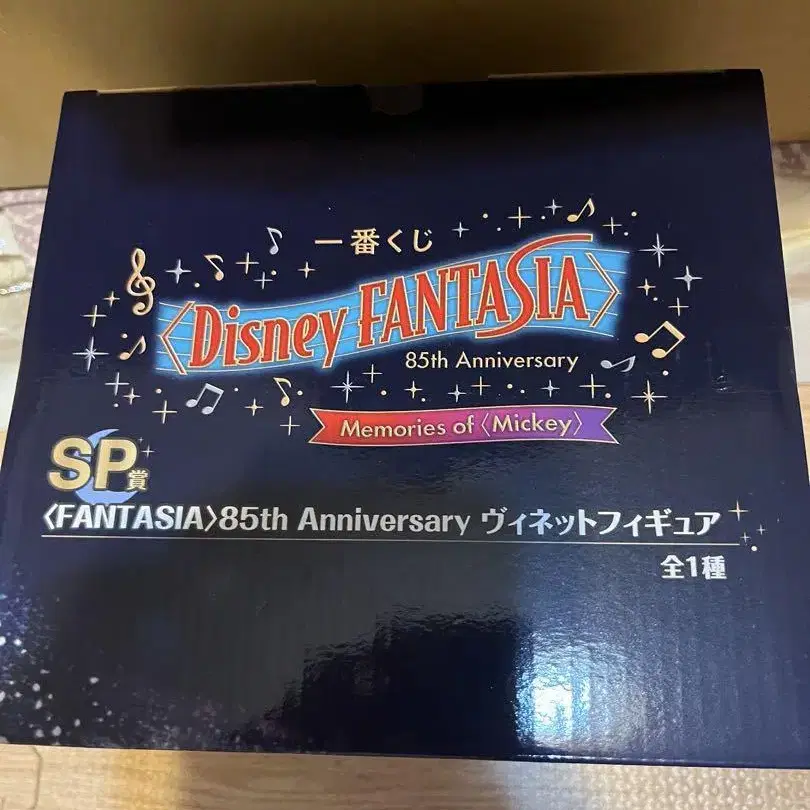 一番くじ
〈Disney FANTASIA〉
85th Anniversary
Memories of〈Mickey〉
SP賞
〈FANTASIA〉85th Anniversary ヴィネットフィギュア
全1種